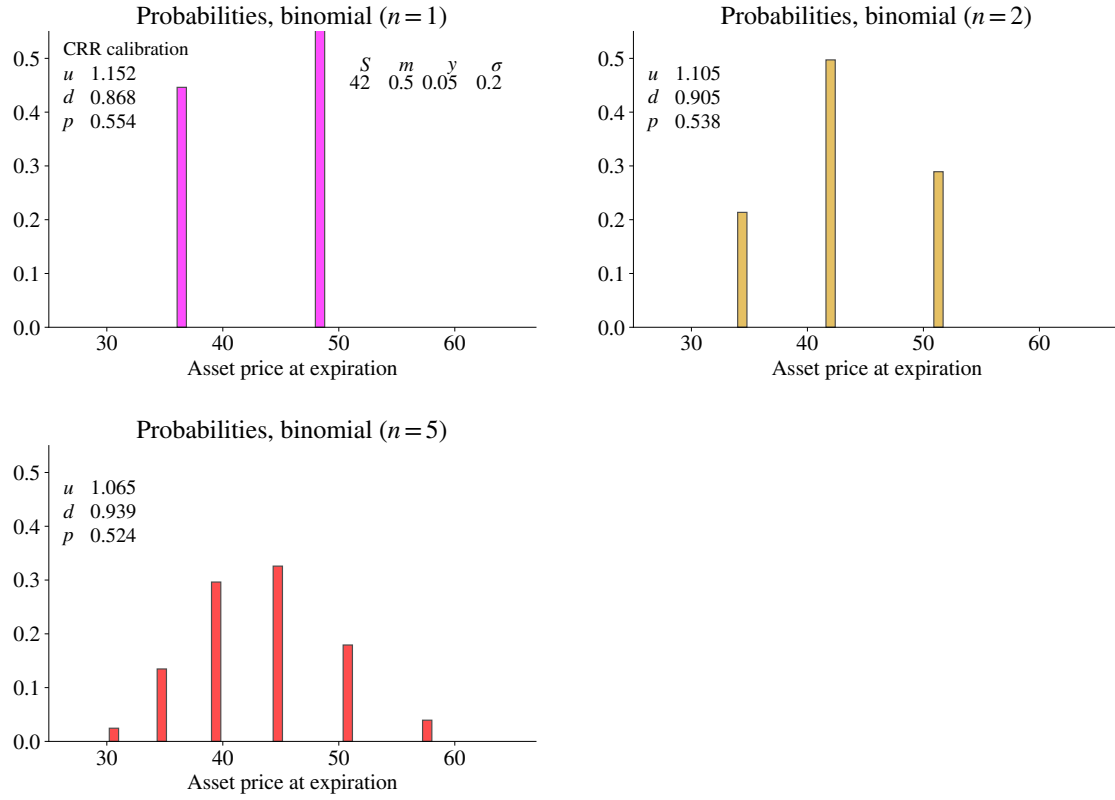 Probabilities, binomial (n = 1)
CRR calibration
u 1.152
d 0.868
p 0.554
S m y σ
42 0.5 0.05 0.2
0.5
0.4
0.3
0.2
0.1
0.0
30 40 50 60
Asset price at expiration
Probabilities, binomial (n = 2)
u 1.105
d 0.905
p 0.538
0.5
0.4
0.3
0.2
0.1
0.0
30 40 50 60
Asset price at expiration
Probabilities, binomial (n = 5)
u 1.065
d 0.939
p 0.524
0.5
0.4
0.3
0.2
0.1
0.0
30 40 50 60
Asset price at expiration